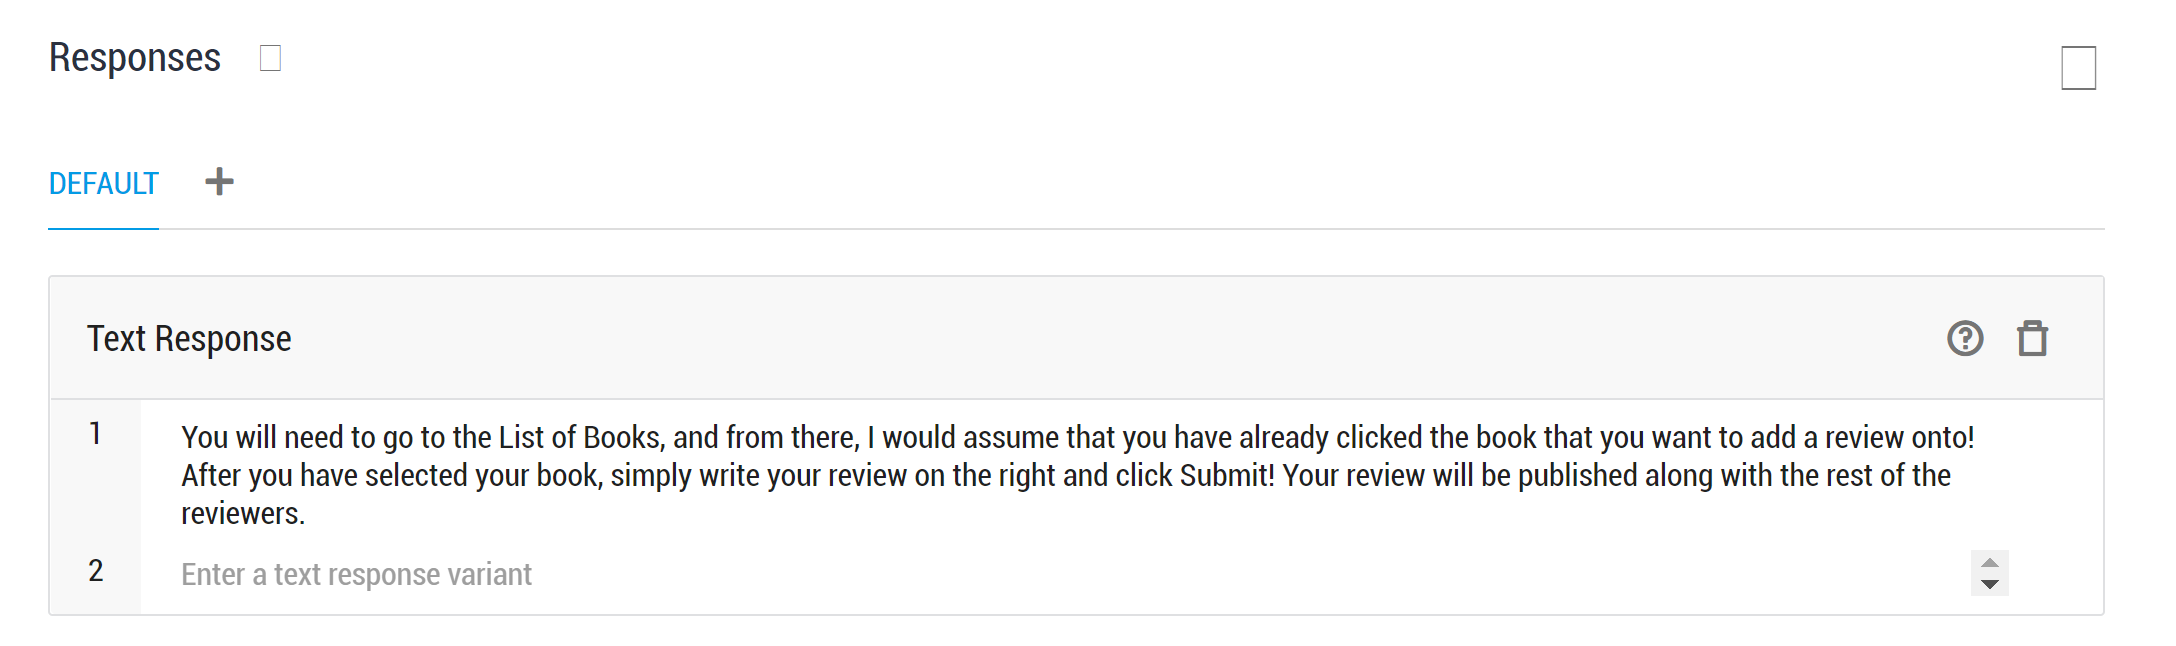 Responses
DEFAULT +
Text Response
1 You will need to go to the List of Books, and from there, I would assume that you have already clicked the book that you want to add a review onto!
After you have selected your book, simply write your review on the right and click Submit! Your review will be published along with the rest of the
reviewers.
2 Enter a text response variant